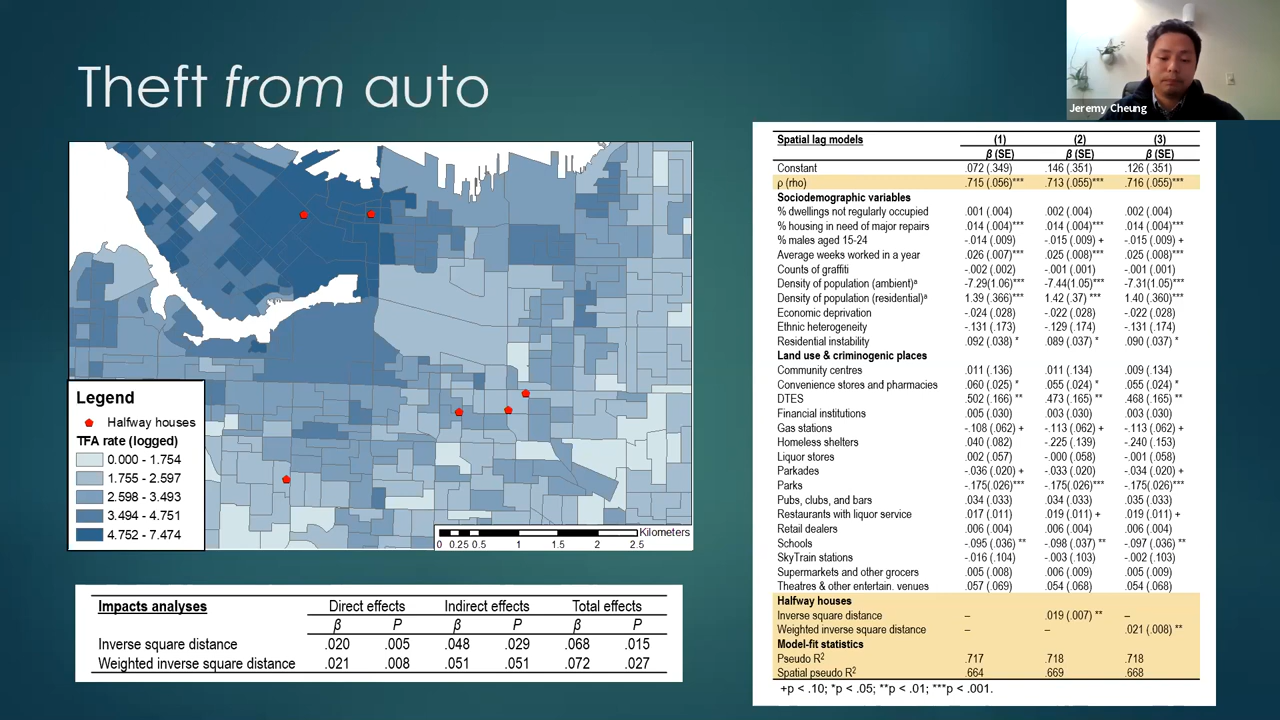 Theft from auto
Jeremy Cheung
Legend
Halfway houses
TFA rate (logged)
0.000 - 1.754
1.755 - 2.597
2.598 - 3.493
3.494 - 4.751
4.752 - 7.474
Kilometers
0 0.25 0.5 1 1.5 2 2.5
Impacts analyses Direct effects Indirect effects Total effects
β P β P β P
Inverse square distance .020 .005 .048 .029 .068 .015
Weighted inverse square distance .021 .008 .051 .051 .072 .027
Spatial lag models (1) (2) (3)
β (SE) β (SE) β (SE)
Constant .072 (.349) .146 (.351) .126 (.351)
ρ (rho) .715 (.056)*** .713 (.055)*** .716 (.055)***
Sociodemographic variables
% dwellings not regularly occupied .001 (.004) .002 (.004) .002 (.004)
% housing in need of major repairs .014 (.004)*** .014 (.004)*** .014 (.004)***
% males aged 15-24 -.014 (.009) -.015 (.009) + -.015 (.009) +
Average weeks worked in a year .026 (.007)*** .025 (.008)*** .025 (.008)***
Counts of graffiti -.002 (.002) -.001 (.001) -.001 (.001)
Density of population (ambient)ᵃ -7.29(1.06)*** -7.44(1.05)*** -7.31(1.05)***
Density of population (residential)ᵃ 1.39 (.366)*** 1.42 (.37) *** 1.40 (.360)***
Economic deprivation -.024 (.028) -.022 (.028) -.022 (.028)
Ethnic heterogeneity -.131 (.173) -.129 (.174) -.131 (.174)
Residential instability .092 (.038) * .089 (.037) * .090 (.037) *
Land use & criminogenic places
Community centres .011 (.136) .011 (.134) .009 (.134)
Convenience stores and pharmacies .060 (.025) * .055 (.024) * .055 (.024) *
DTES .502 (.166) ** .473 (.165) ** .468 (.165) **
Financial institutions .005 (.030) .003 (.030) .003 (.030)
Gas stations -.108 (.062) + -.113 (.062) + -.113 (.062) +
Homeless shelters .040 (.082) -.225 (.139) -.240 (.153)
Liquor stores .002 (.057) -.000 (.058) -.001 (.058)
Parkades -.036 (.020) + -.033 (.020) -.034 (.020) +
Parks -.175(.026)*** -.175(.026)*** -.175(.026)***
Pubs, clubs, and bars .034 (.033) .034 (.033) .035 (.033)
Restaurants with liquor service .017 (.011) .019 (.011) + .019 (.011) +
Retail dealers .006 (.004) .006 (.004) .006 (.004)
Schools -.095 (.036) ** -.098 (.037) ** -.097 (.036) **
SkyTrain stations -.016 (.104) -.003 (.103) -.002 (.103)
Supermarkets and other grocers .005 (.008) .006 (.009) .005 (.009)
Theatres & other entertain. venues .057 (.069) .054 (.068) .054 (.068)
Halfway houses
Inverse square distance – .019 (.007) ** –
Weighted inverse square distance – – .021 (.008) **
Model-fit statistics
Pseudo R² .717 .718 .718
Spatial pseudo R² .664 .669 .668
+p < .10; *p < .05; **p < .01; ***p < .001.